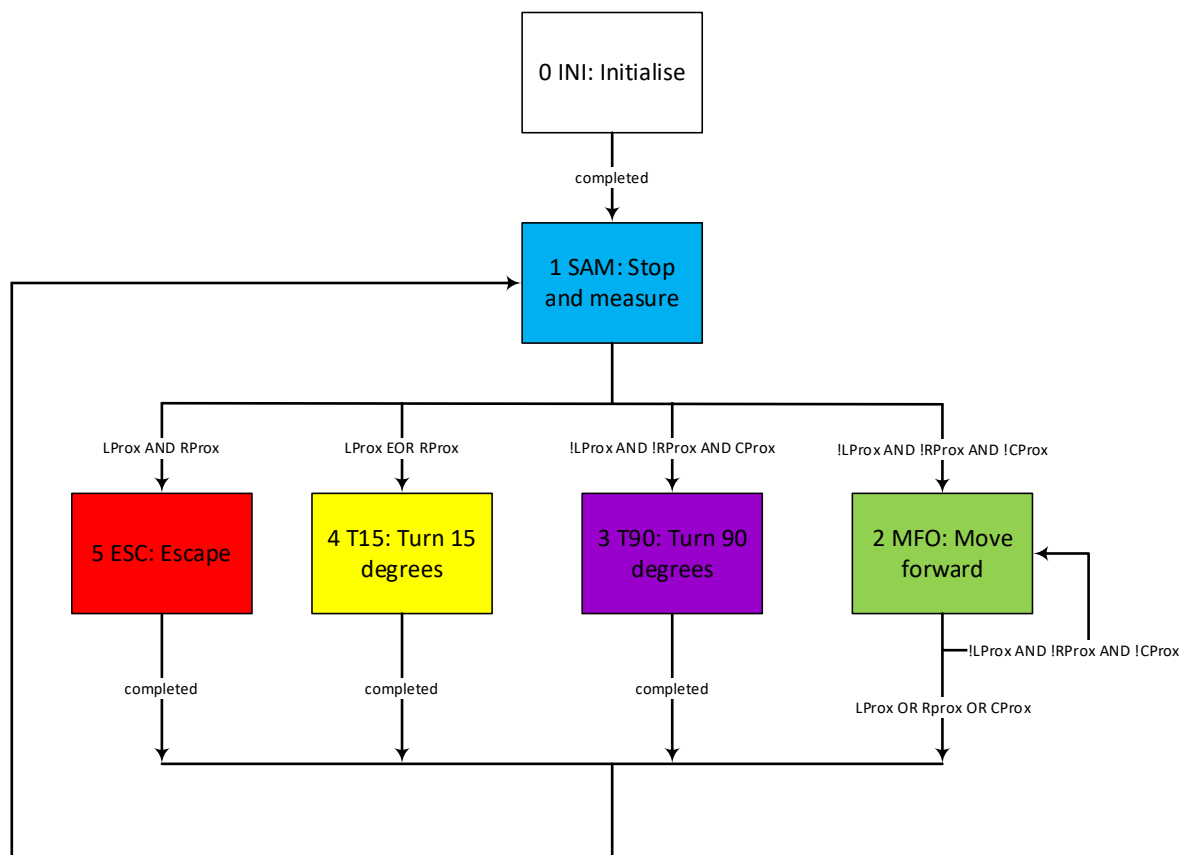 0 INI: Initialise
completed
1 SAM: Stop
and measure
LProx AND RProx
LProx EOR RProx
!LProx AND !RProx AND CProx
!LProx AND !RProx AND !CProx
5 ESC: Escape
4 T15: Turn 15
degrees
3 T90: Turn 90
degrees
2 MFO: Move
forward
!LProx AND !RProx AND !CProx
completed
completed
completed
LProx OR Rprox OR CProx